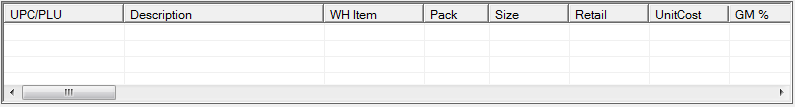 UPC/PLU Description WH Item Pack Size Retail UnitCost GM %